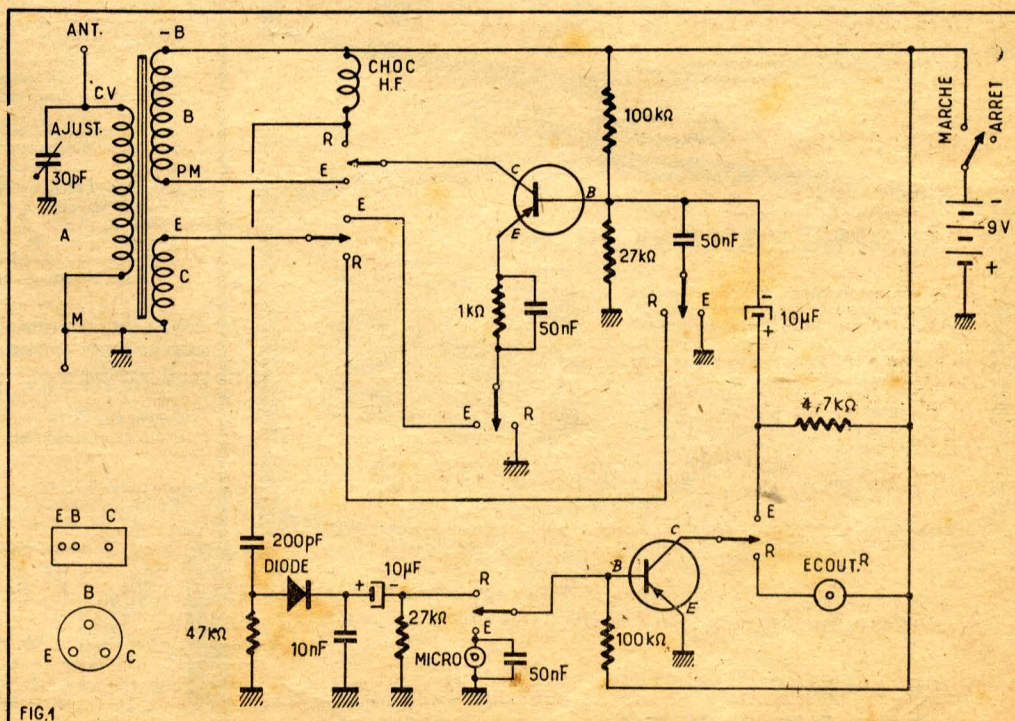 ANT.
-B
CV
AJUST.
30pF
A
B
PM
E
C
M
CHOC
H.F.
R
E
E
R
C
B
E
1kΩ
50nF
E
R
100kΩ
27kΩ
50nF
R
E
-
10µF
+
4,7kΩ
MARCHE
ARRET
-
9V
+
E B C
B
E C
200pF
DIODE
47kΩ
10nF
+ 10µF -
27kΩ
R
E
MICRO
50nF
B
C
E
100kΩ
E
R
ECOUT.R
FIG.1